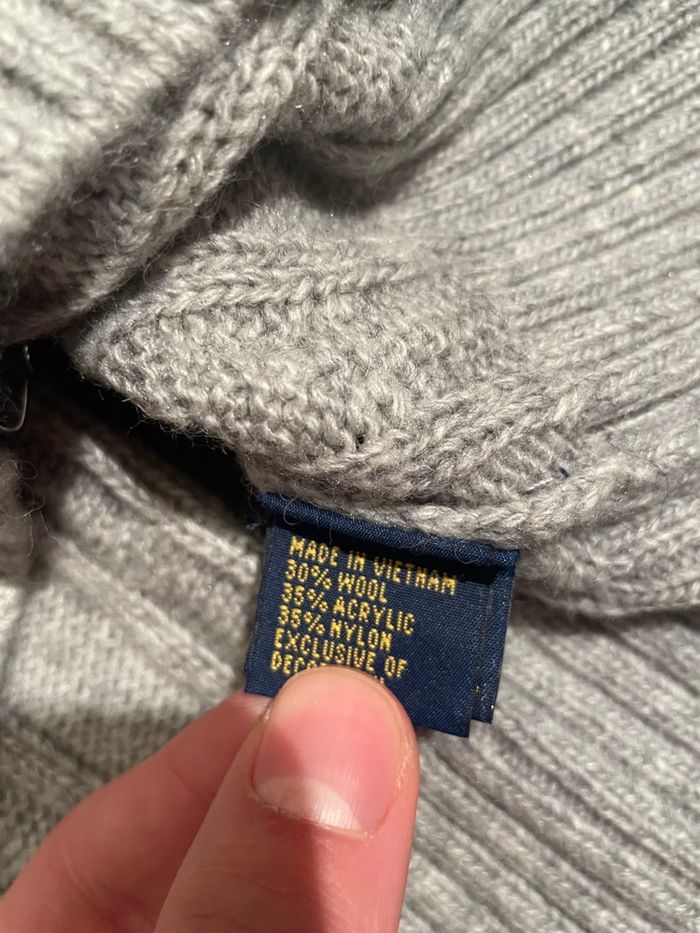 MADE IN VIETNAM
30% WOOL
35% ACRYLIC
35% NYLON
EXCLUSIVE OF